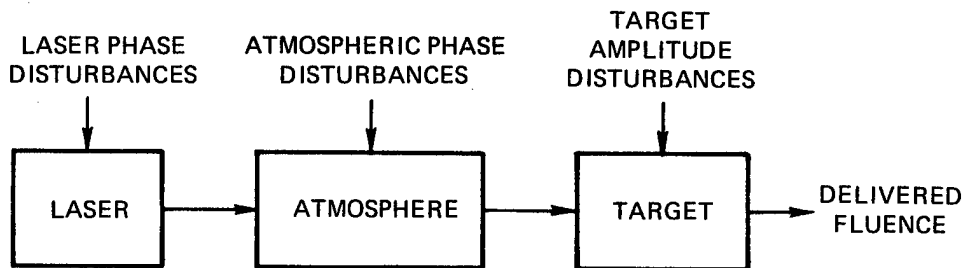 LASER PHASE
DISTURBANCES
ATMOSPHERIC PHASE
DISTURBANCES
TARGET
AMPLITUDE
DISTURBANCES
LASER
ATMOSPHERE
TARGET
DELIVERED
FLUENCE